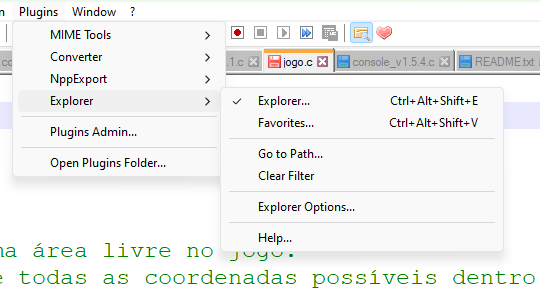 Plugins Window ?
MIME Tools
Converter
NppExport
Explorer
Plugins Admin...
Open Plugins Folder...
.1.c jogo.c console_v1.5.4.c README.txt
Explorer... Ctrl+Alt+Shift+E
Favorites... Ctrl+Alt+Shift+V
Go to Path...
Clear Filter
Explorer Options...
Help...
área livre no jogo.
todas as coordenadas possíveis dentro